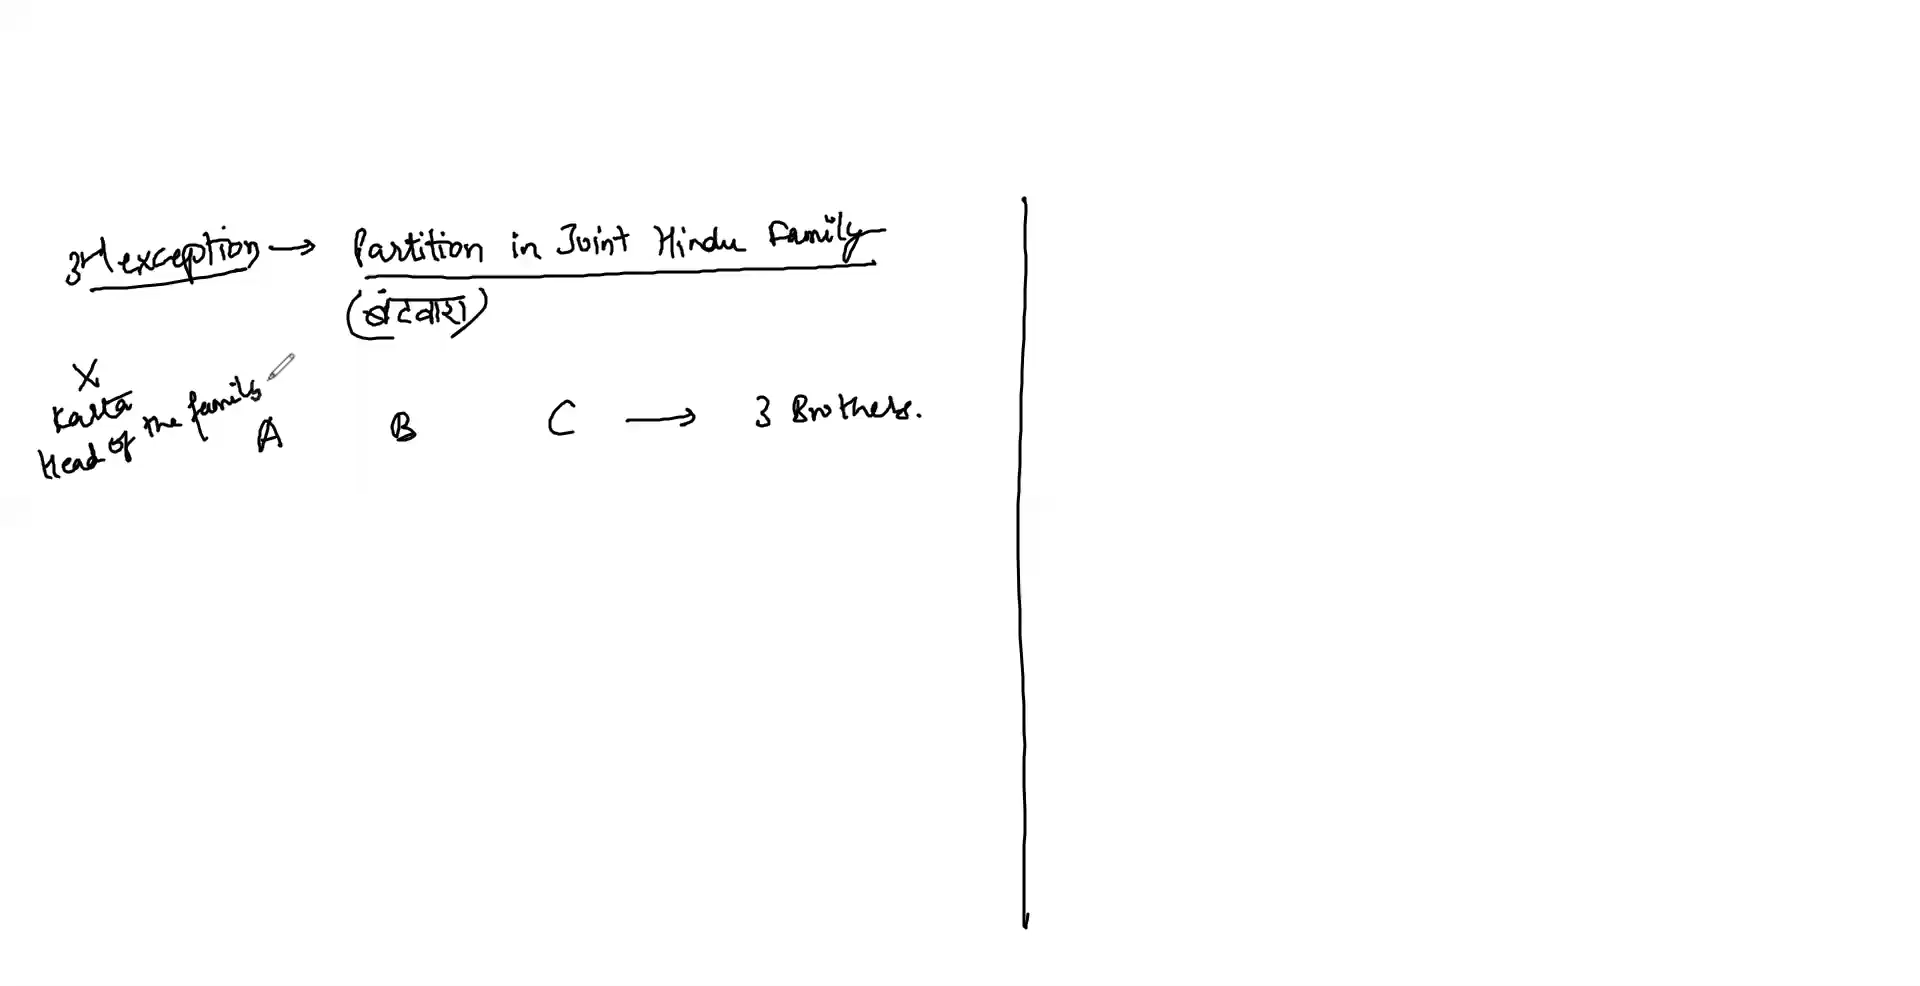 3rd exception → Partition in Joint Hindu Family
(बंटवारा)
X
Karta
Head of the family
A B C → 3 Brothers.